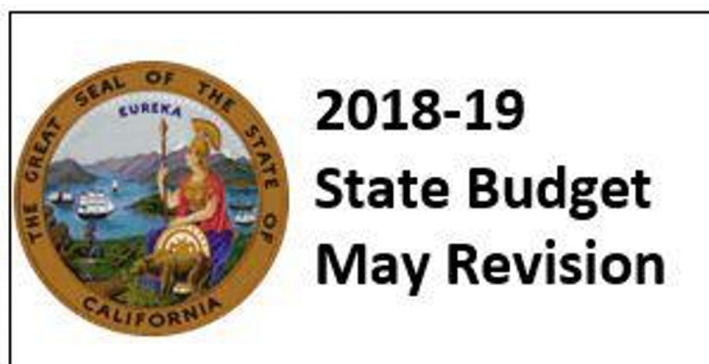 THE GREAT SEAL OF THE STATE OF
CALIFORNIA
EUREKA
2018-19
State Budget
May Revision